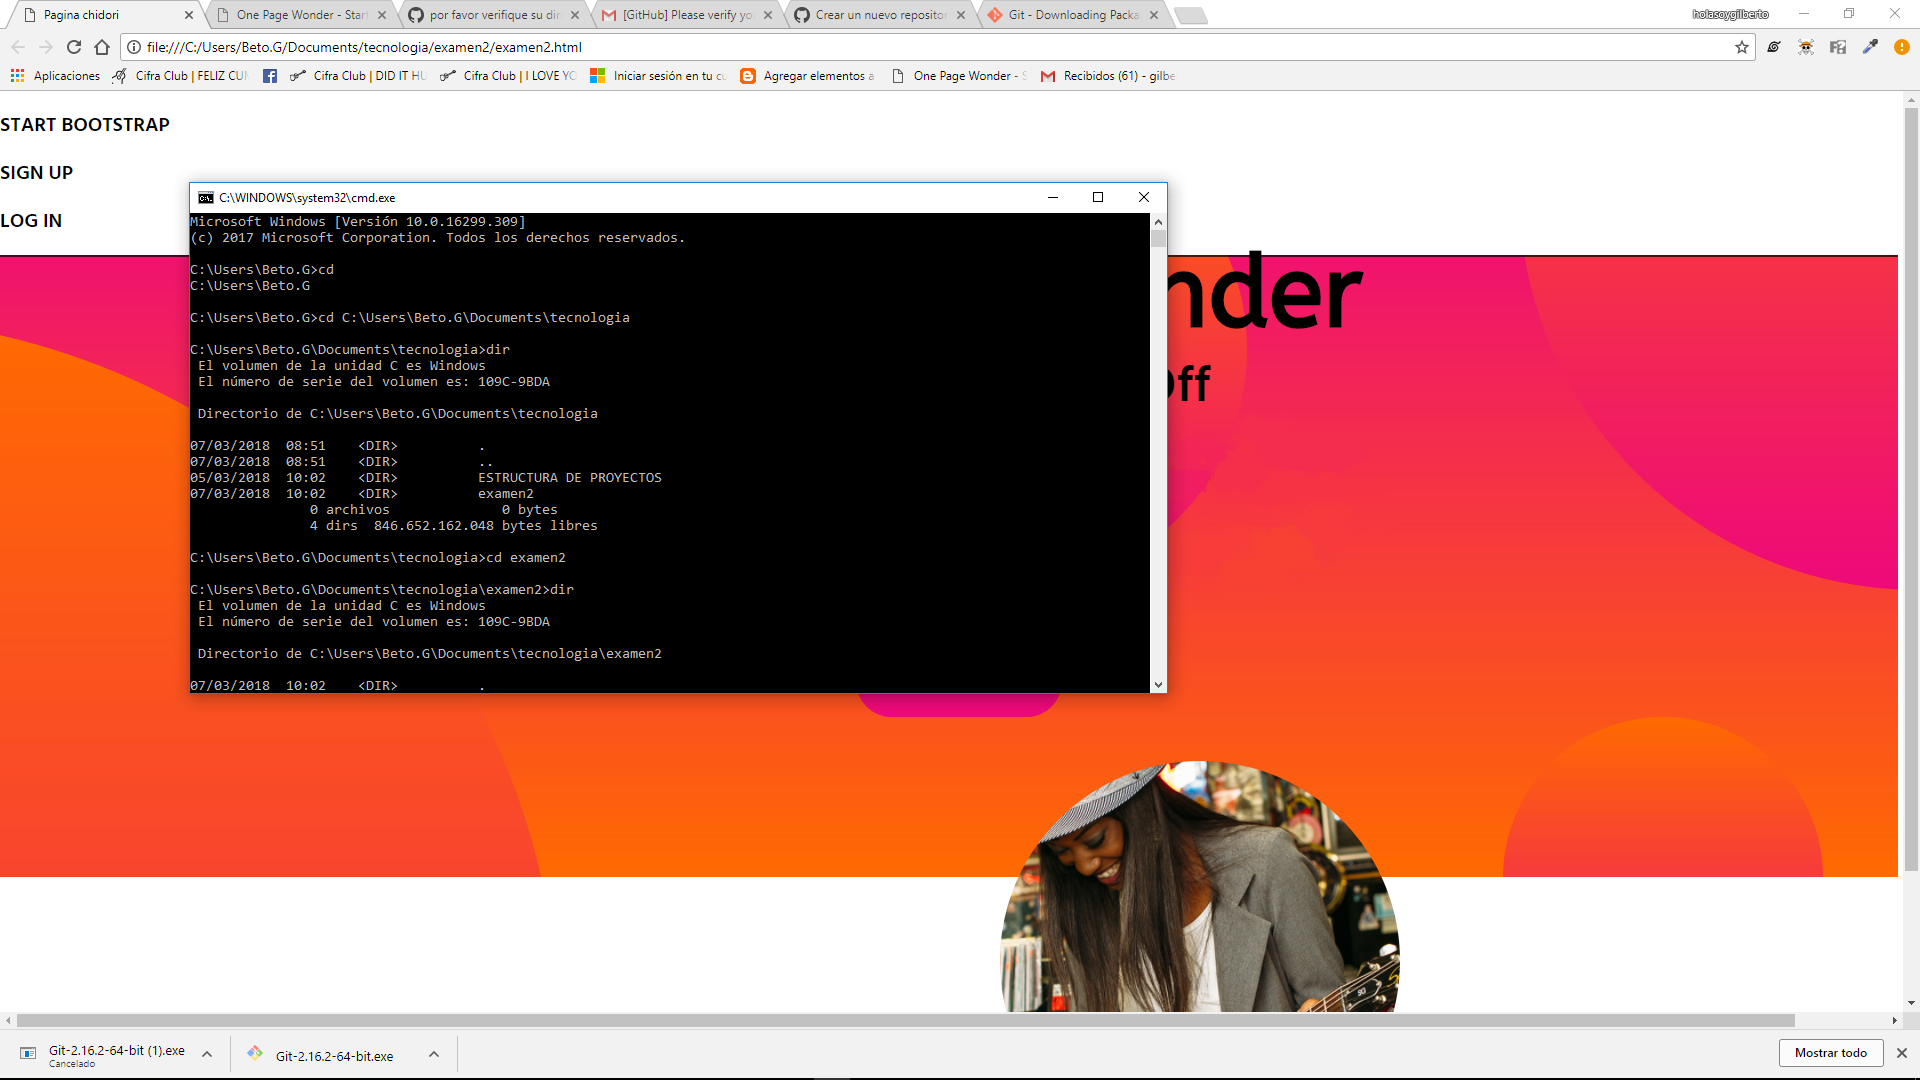 Pagina chidori
One Page Wonder - Start
por favor verifique su dir
[GitHub] Please verify yo
Crear un nuevo repositor
Git - Downloading Packa
holasoygilberto
file:///C:/Users/Beto.G/Documents/tecnologia/examen2/examen2.html
Aplicaciones
Cifra Club | FELIZ CUM
Cifra Club | DID IT HU
Cifra Club | I LOVE YO
Iniciar sesión en tu cu
Agregar elementos a
One Page Wonder - S
Recibidos (61) - gilbe
START BOOTSTRAP
SIGN UP
LOG IN
nder
Off
C:\WINDOWS\system32\cmd.exe
Microsoft Windows [Versión 10.0.16299.309]
(c) 2017 Microsoft Corporation. Todos los derechos reservados.
C:\Users\Beto.G>cd
C:\Users\Beto.G
C:\Users\Beto.G>cd C:\Users\Beto.G\Documents\tecnologia
C:\Users\Beto.G\Documents\tecnologia>dir
El volumen de la unidad C es Windows
El número de serie del volumen es: 109C-9BDA
Directorio de C:\Users\Beto.G\Documents\tecnologia
07/03/2018  08:51    <DIR>          .
07/03/2018  08:51    <DIR>          ..
05/03/2018  10:02    <DIR>          ESTRUCTURA DE PROYECTOS
07/03/2018  10:02    <DIR>          examen2
0 archivos              0 bytes
4 dirs  846.652.162.048 bytes libres
C:\Users\Beto.G\Documents\tecnologia>cd examen2
C:\Users\Beto.G\Documents\tecnologia\examen2>dir
El volumen de la unidad C es Windows
El número de serie del volumen es: 109C-9BDA
Directorio de C:\Users\Beto.G\Documents\tecnologia\examen2
07/03/2018  10:02    <DIR>          .
Git-2.16.2-64-bit (1).exe
Cancelado
Git-2.16.2-64-bit.exe
Mostrar todo